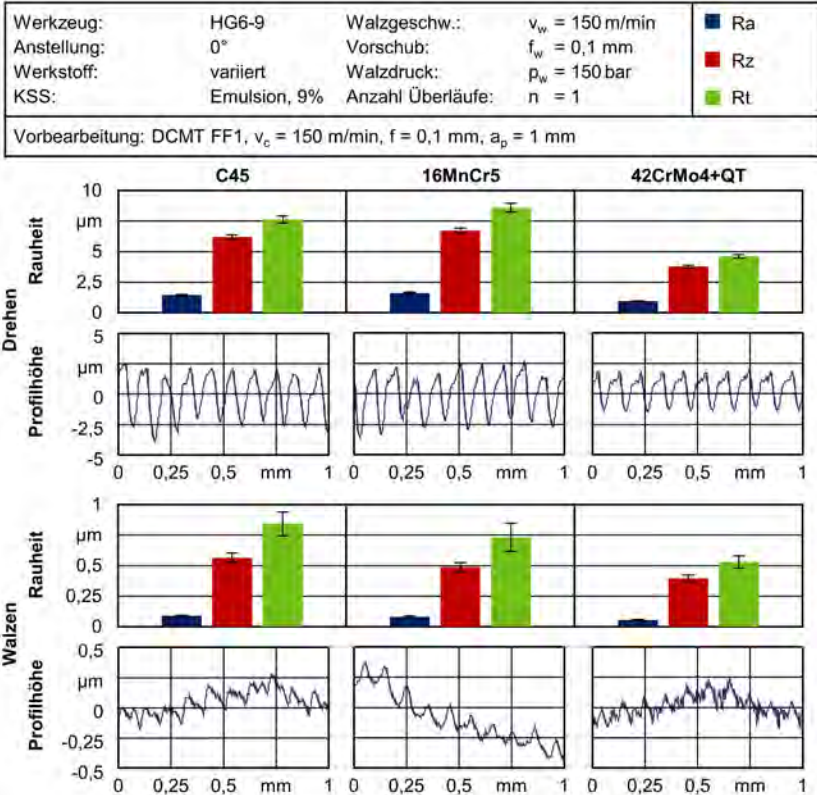 Werkzeug: HG6-9 Walzgeschw.: v_w = 150 m/min Ra
Anstellung: 0° Vorschub: f_w = 0,1 mm Rz
Werkstoff: variiert Walzdruck: p_w = 150 bar
KSS: Emulsion, 9% Anzahl Überläufe: n = 1 Rt
Vorbearbeitung: DCMT FF1, v_c = 150 m/min, f = 0,1 mm, a_p = 1 mm
C45 16MnCr5 42CrMo4+QT
Drehen
Rauheit
10
µm
5
2,5
0
Profilhöhe
5
µm
0
-2,5
-5
0 0,25 0,5 mm 1 0 0,25 0,5 mm 1 0 0,25 0,5 mm 1
Walzen
Rauheit
1
µm
0,5
0,25
0
Profilhöhe
0,5
µm
0
-0,25
-0,5
0 0,25 0,5 mm 1 0 0,25 0,5 mm 1 0 0,25 0,5 mm 1